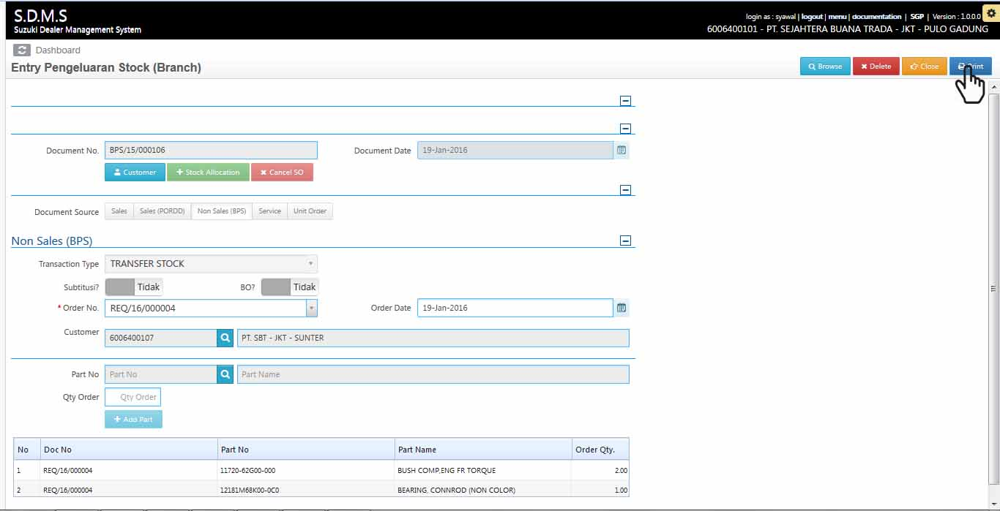 S.D.M.S
Suzuki Dealer Management System
login as : syawal | logout | menu | documentation | SGP | Version : 1.0.0.0
6006400101 - PT. SEJAHTERA BUANA TRADA - JKT - PULO GADUNG
Dashboard
Entry Pengeluaran Stock (Branch)
Browse Delete Close Print
Document No. BPS/15/000106 Document Date 19-Jan-2016
Customer Stock Allocation Cancel SO
Document Source Sales Sales (PORDD) Non Sales (BPS) Service Unit Order
Non Sales (BPS)
Transaction Type TRANSFER STOCK
Subtitusi? Tidak BO? Tidak
* Order No. REQ/16/000004 Order Date 19-Jan-2016
Customer 6006400107 PT. SBT - JKT - SUNTER
Part No Part No Part Name
Qty Order Qty Order
+ Add Part
No Doc No Part No Part Name Order Qty.
1 REQ/16/000004 11720-62G00-000 BUSH COMP,ENG FR TORQUE 2.00
2 REQ/16/000004 12181M68K00-0C0 BEARING, CONNROD (NON COLOR) 1.00